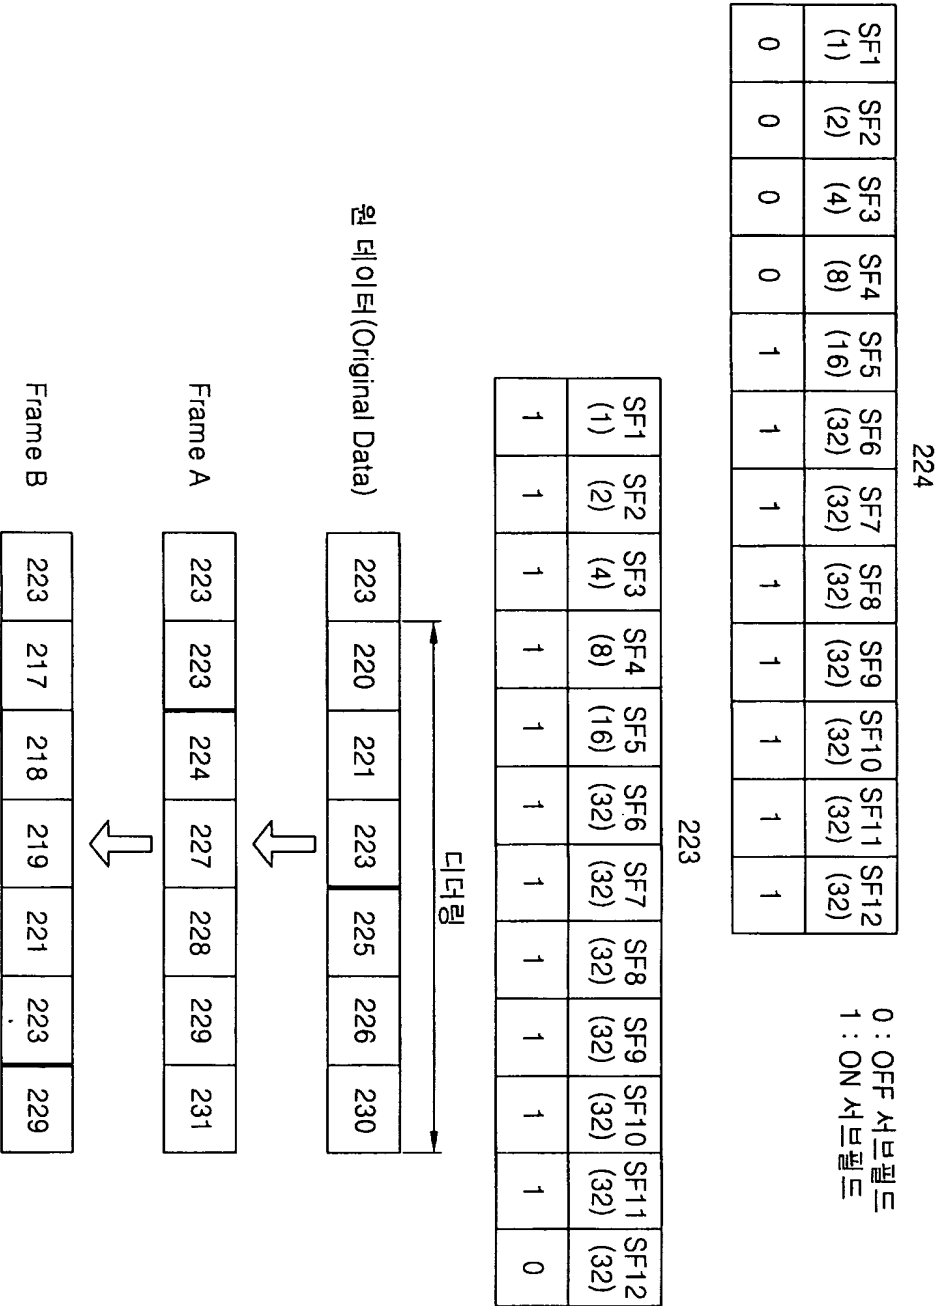 224
SF1 SF2 SF3 SF4 SF5 SF6 SF7 SF8 SF9 SF10 SF11 SF12
(1) (2) (4) (8) (16) (32) (32) (32) (32) (32) (32) (32)
0 0 0 0 1 1 1 1 1 1 1 1
0 : OFF 서브필드
1 : ON 서브필드
223
SF1 SF2 SF3 SF4 SF5 SF6 SF7 SF8 SF9 SF10 SF11 SF12
(1) (2) (4) (8) (16) (32) (32) (32) (32) (32) (32) (32)
1 1 1 1 1 1 1 1 1 1 1 0
디더링
원 데이터(Original Data) 223 220 221 223 225 226 230
Frame A 223 223 224 227 228 229 231
Frame B 223 217 218 219 221 223 229